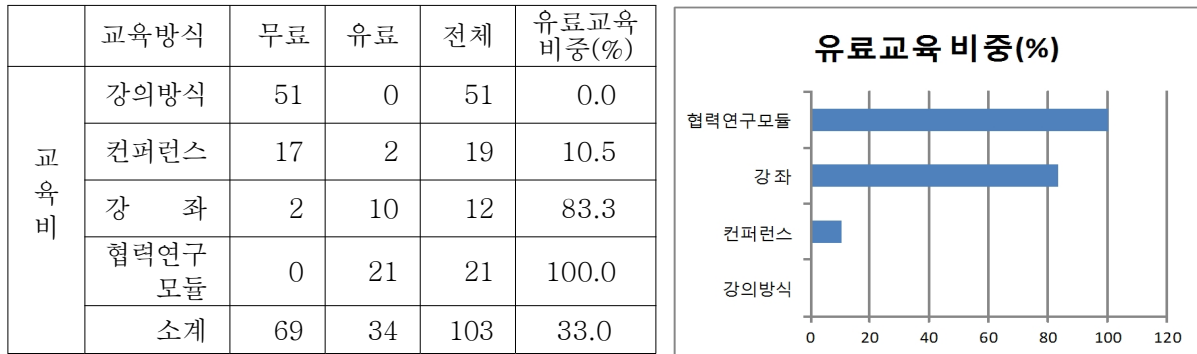 교육방식 무료 유료 전체 유료교육 비중(%)
교육비
강의방식 51 0 51 0.0
컨퍼런스 17 2 19 10.5
강 좌 2 10 12 83.3
협력연구 모듈 0 21 21 100.0
소계 69 34 103 33.0
유료교육 비중(%)
협력연구모듈
강 좌
컨퍼런스
강의방식
0 20 40 60 80 100 120